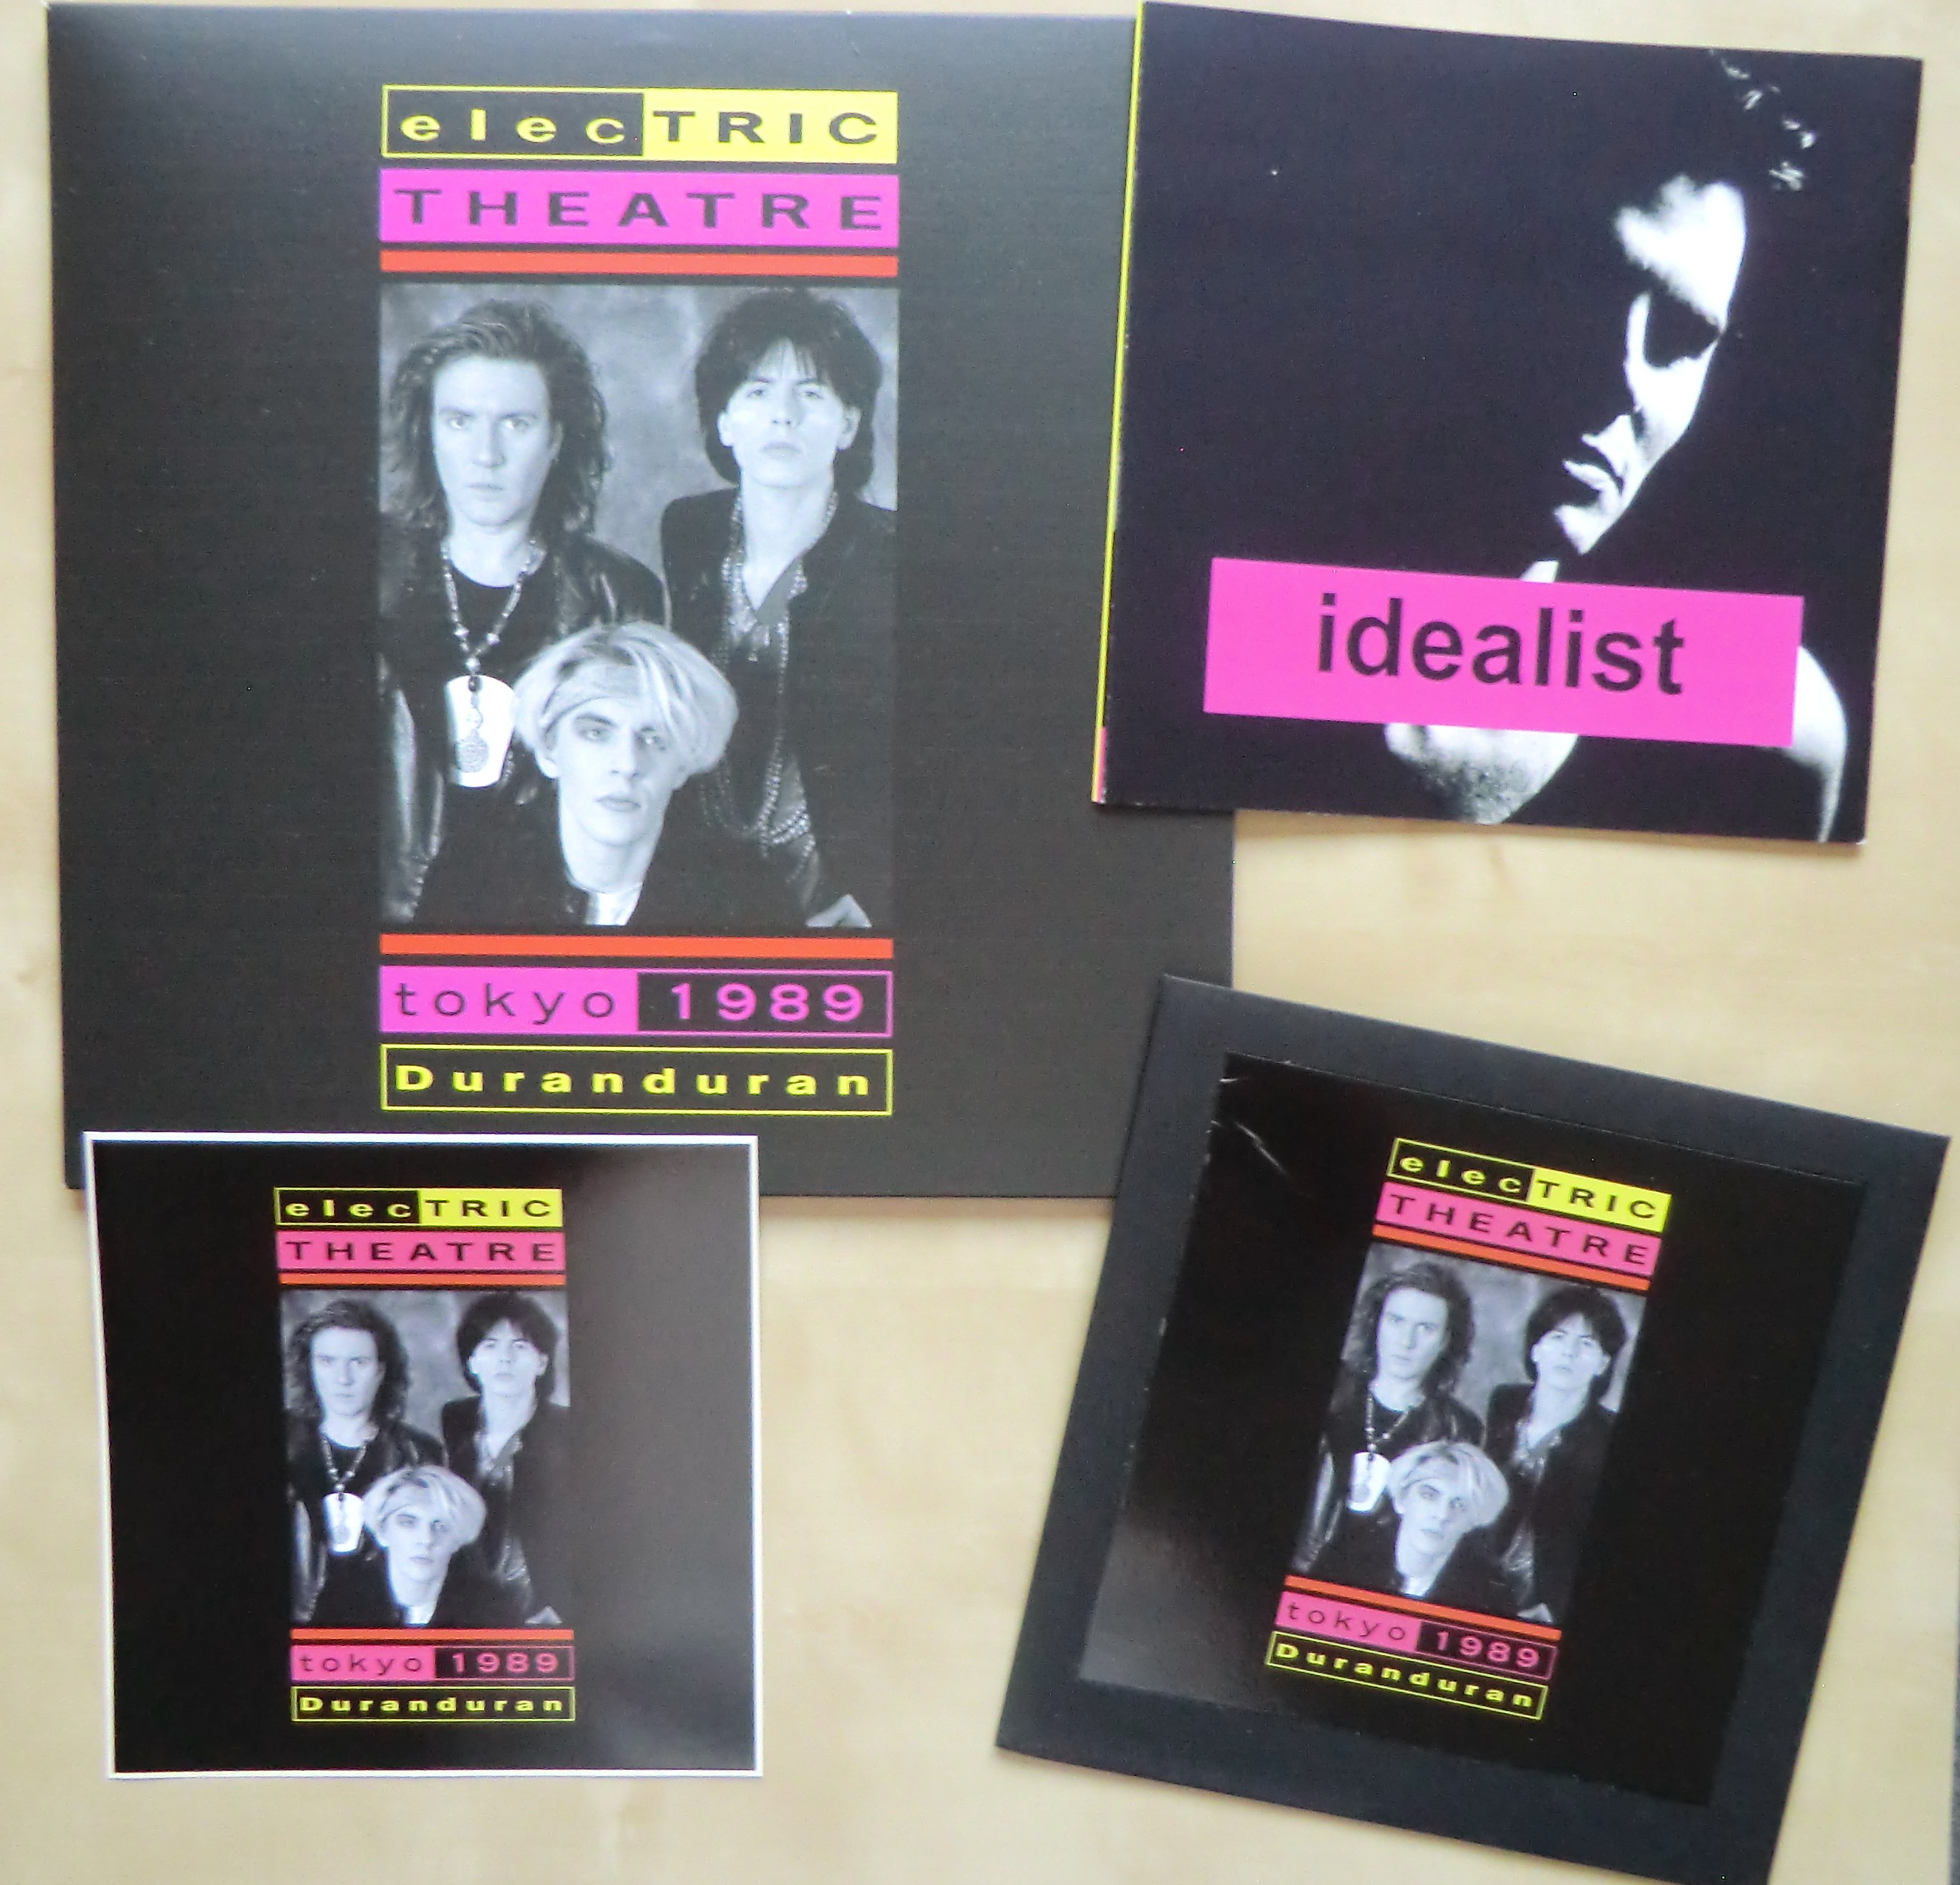 elecTRIC
THEATRE
tokyo 1989
Duranduran
idealist
elecTRIC
THEATRE
tokyo 1989
Duranduran
elecTRIC
THEATRE
tokyo 1989
Duranduran